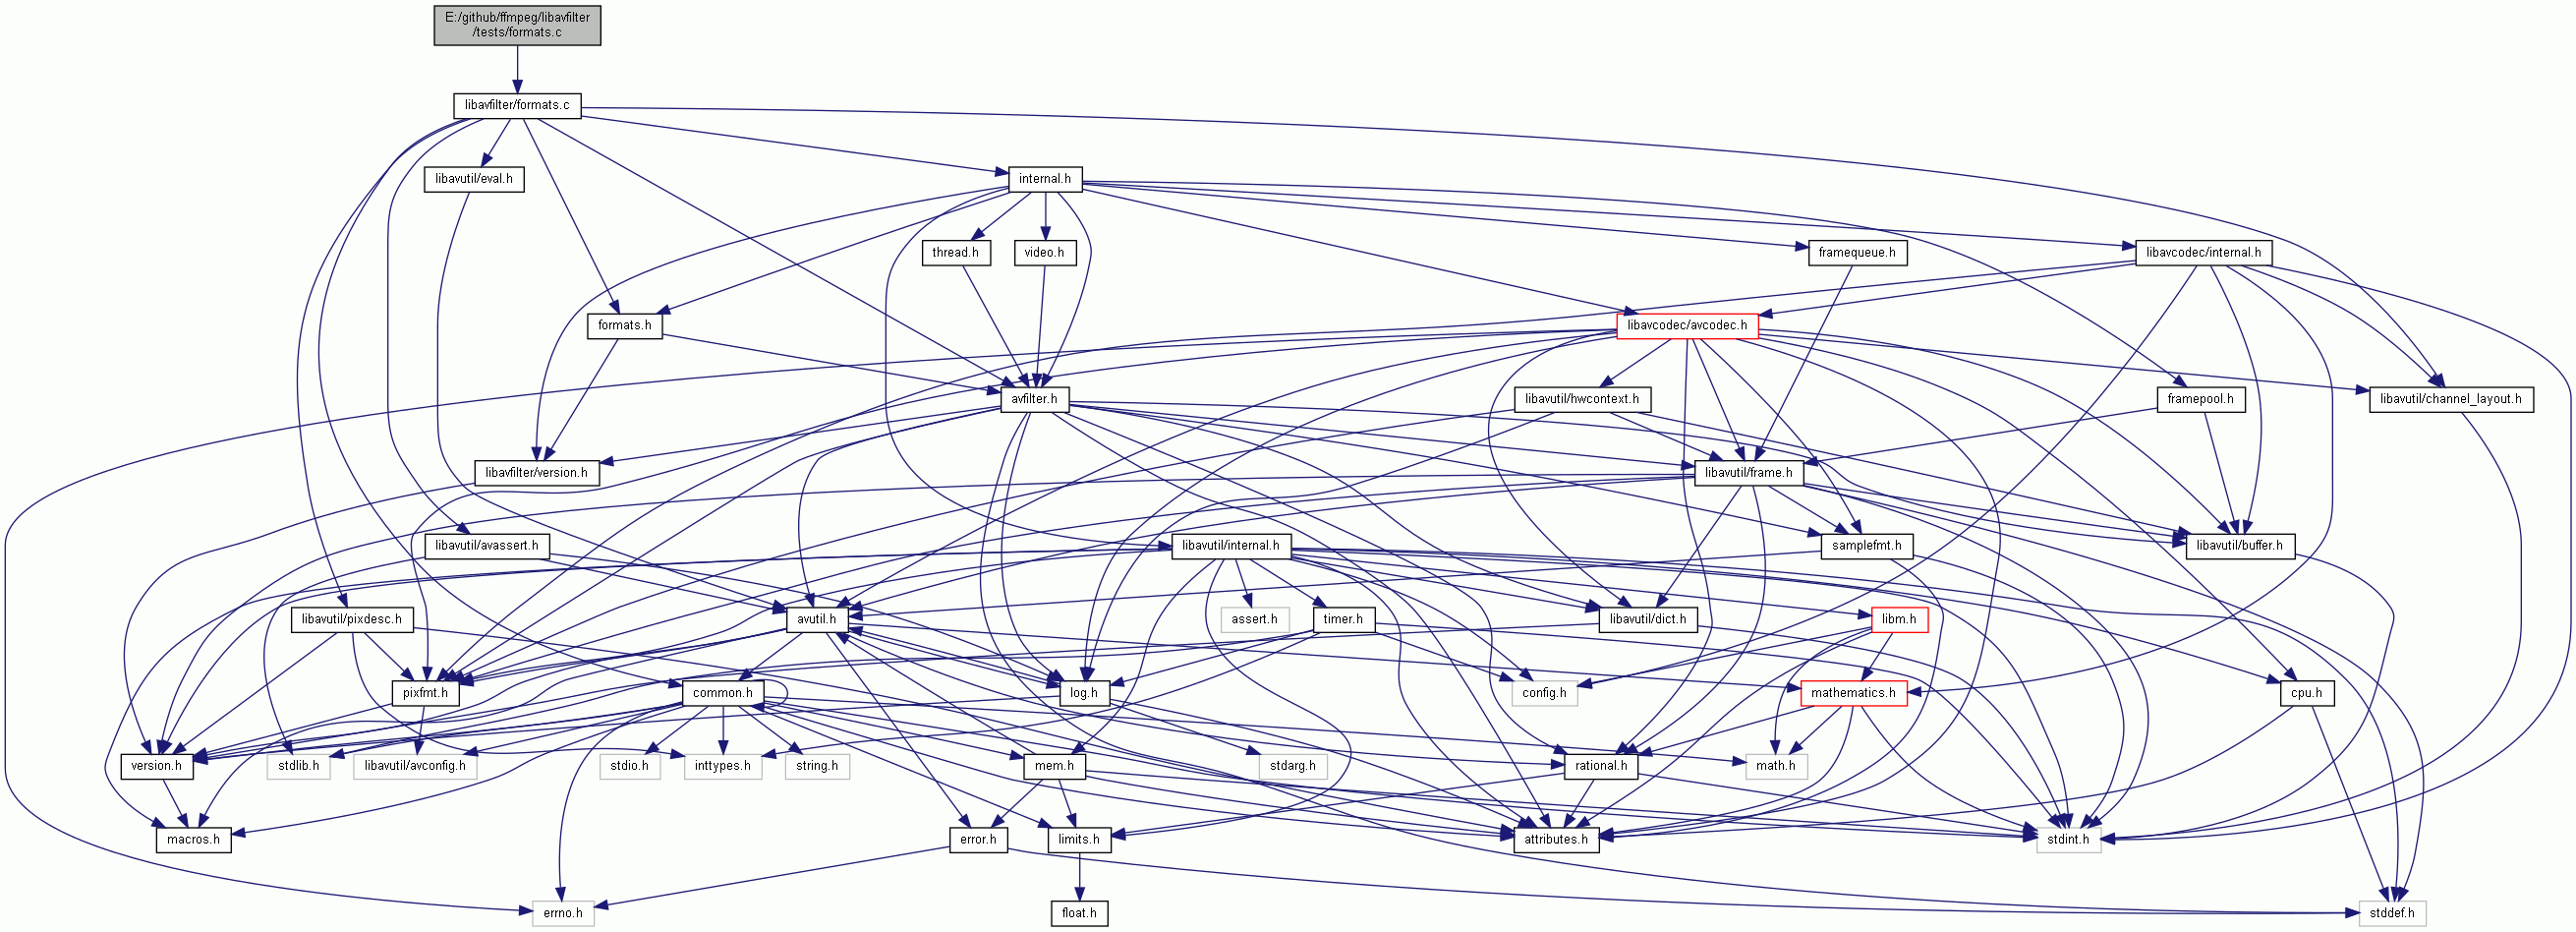 E:/github/ffmpeg/libavfilter
/tests/formats.c
libavfilter/formats.c
libavutil/eval.h
internal.h
thread.h
video.h
framequeue.h
libavcodec/internal.h
formats.h
libavcodec/avcodec.h
avfilter.h
libavutil/hwcontext.h
framepool.h
libavutil/channel_layout.h
libavfilter/version.h
libavutil/frame.h
libavutil/avassert.h
libavutil/internal.h
samplefmt.h
libavutil/buffer.h
libavutil/pixdesc.h
avutil.h
assert.h
timer.h
libavutil/dict.h
libm.h
pixfmt.h
common.h
log.h
config.h
mathematics.h
cpu.h
version.h
stdlib.h
libavutil/avconfig.h
stdio.h
inttypes.h
string.h
mem.h
stdarg.h
rational.h
math.h
macros.h
error.h
limits.h
attributes.h
stdint.h
errno.h
float.h
stddef.h